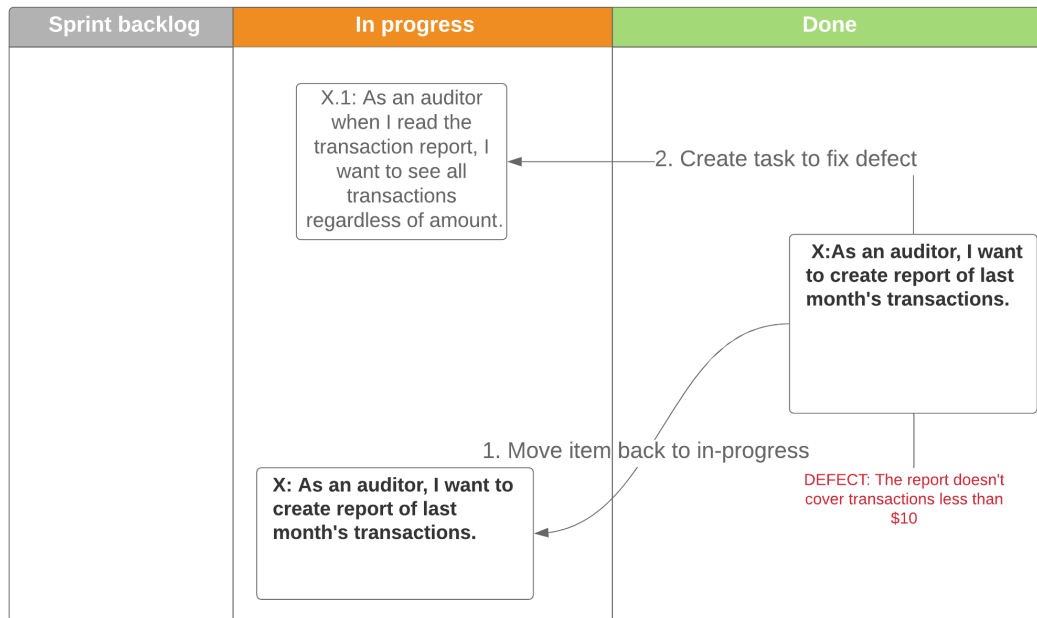 Sprint backlog
In progress
Done
X.1: As an auditor
when I read the
transaction report, I
want to see all
transactions
regardless of amount.
2. Create task to fix defect
X:As an auditor, I want
to create report of last
month's transactions.
1. Move item back to in-progress
X: As an auditor, I want to
create report of last
month's transactions.
DEFECT: The report doesn't
cover transactions less than
$10